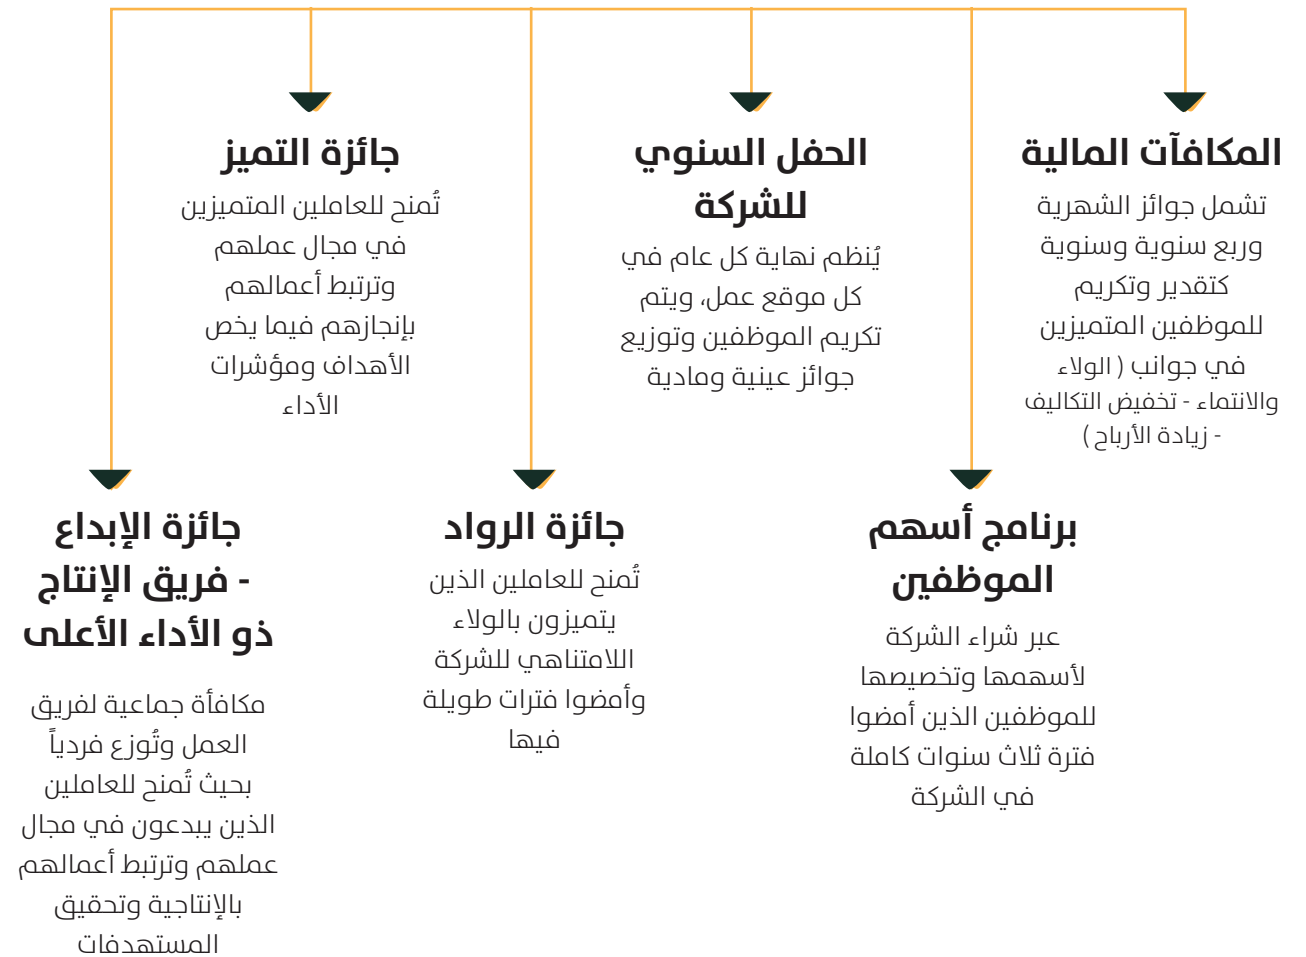 المكافآت المالية
تشمل جوائز الشهرية
وربع سنوية وسنوية
كتقدير وتكريم
للموظفين المتميزين
في جوانب ( الولاء
والانتماء - تخفيض التكاليف
- زيادة الأرباح )
برنامج أسهم
الموظفين
عبر شراء الشركة
لأسهمها وتخصيصها
للموظفين الذين أمضوا
فترة ثلاث سنوات كاملة
في الشركة
الحفل السنوي
للشركة
يُنظم نهاية كل عام في
كل موقع عمل، ويتم
تكريم الموظفين وتوزيع
جوائز عينية ومادية
جائزة الرواد
تُمنح للعاملين الذين
يتميزون بالولاء
اللامتناهي للشركة
وأمضوا فترات طويلة
فيها
جائزة التميز
تُمنح للعاملين المتميزين
في مجال عملهم
وترتبط أعمالهم
بإنجازهم فيما يخص
الأهداف ومؤشرات
الأداء
جائزة الإبداع
- فريق الإنتاج
ذو الأداء الأعلى
مكافأة جماعية لفريق
العمل وتُوزع فردياً
بحيث تُمنح للعاملين
الذين يبدعون في مجال
عملهم وترتبط أعمالهم
بالإنتاجية وتحقيق
المستهدفات